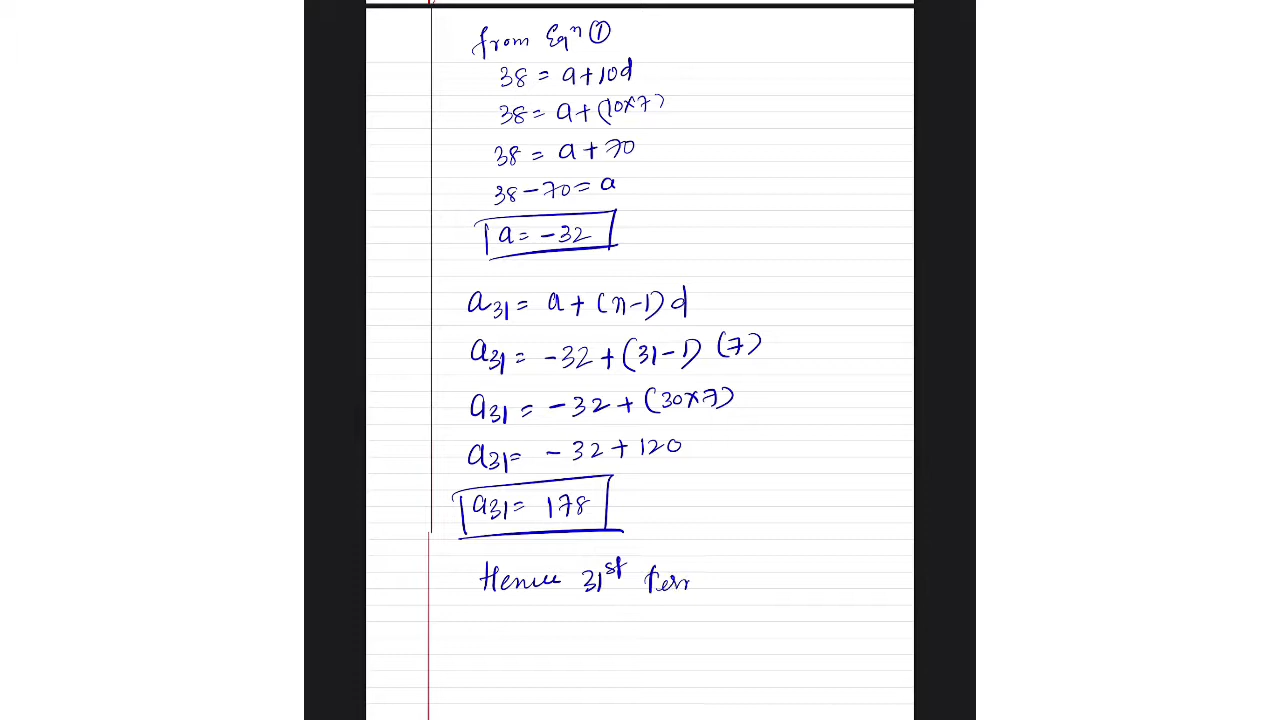 from Eqⁿ ①
38 = a+10d
38 = a+(10×7)
38 = a+70
38-70 = a
a = -32
a₃₁ = a+(n-1)d
a₃₁ = -32+(31-1)(7)
a₃₁ = -32+(30×7)
a₃₁ = -32+120
a₃₁ = 178
Hence 31ˢᵗ ter